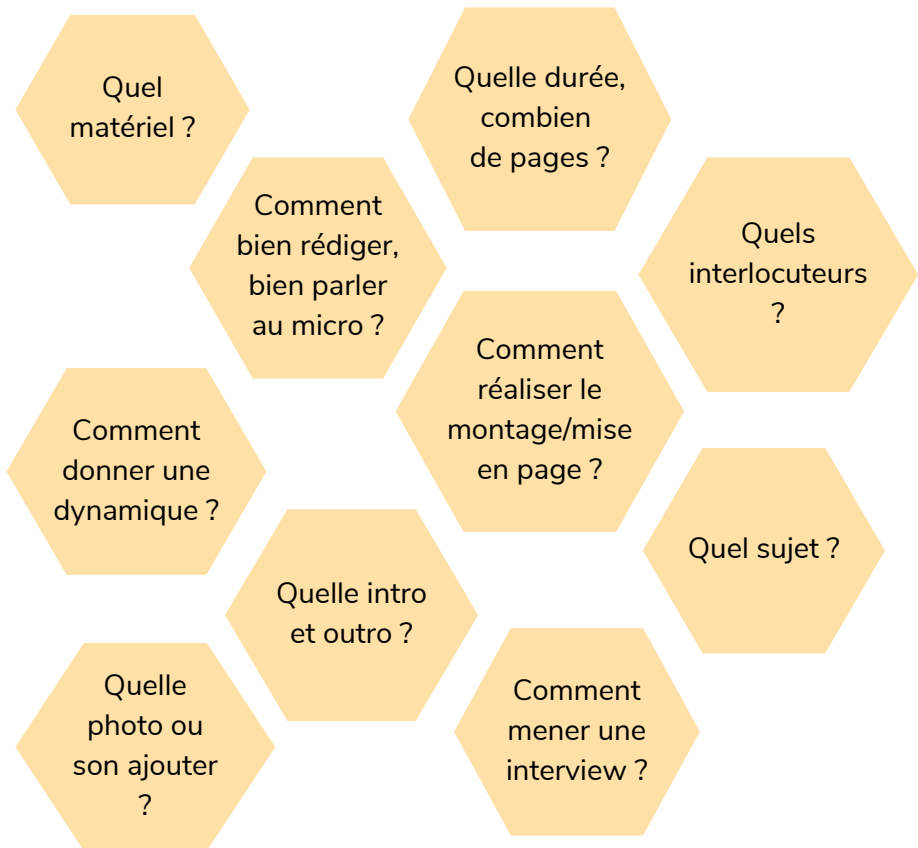 Quel
matériel ?
Quelle durée,
combien
de pages ?
Comment
bien rédiger,
bien parler
au micro ?
Quels
interlocuteurs
?
Comment
réaliser le
montage/mise
en page ?
Comment
donner une
dynamique ?
Quel sujet ?
Quelle intro
et outro ?
Quelle
photo ou
son ajouter
?
Comment
mener une
interview ?